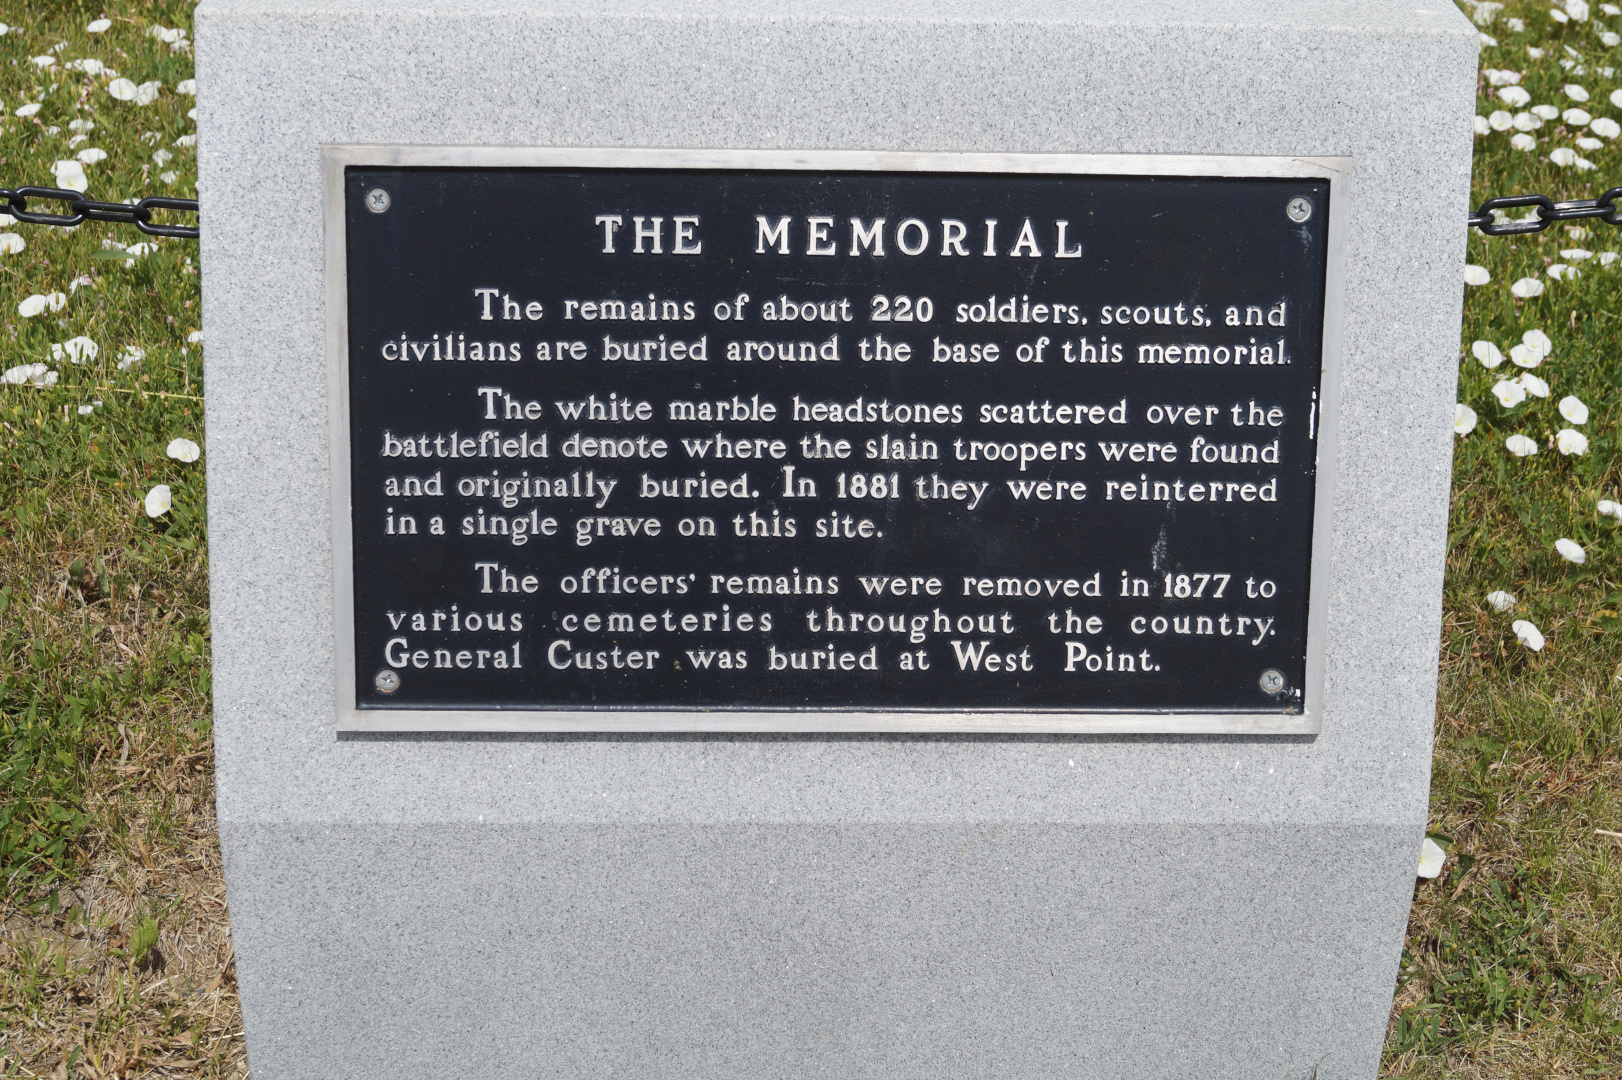 THE MEMORIAL
The remains of about 220 soldiers, scouts, and
civilians are buried around the base of this memorial.
The white marble headstones scattered over the
battlefield denote where the slain troopers were found
and originally buried. In 1881 they were reinterred
in a single grave on this site.
The officers' remains were removed in 1877 to
various cemeteries throughout the country.
General Custer was buried at West Point.